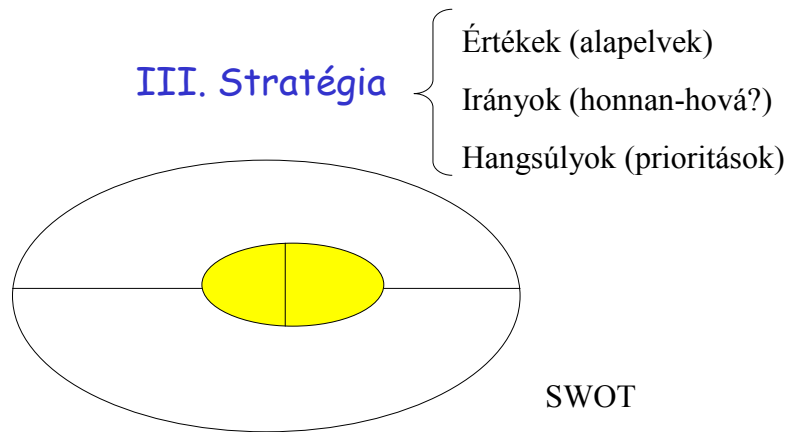 III. Stratégia
Értékek (alapelvek)
Irányok (honnan-hová?)
Hangsúlyok (prioritások)
SWOT